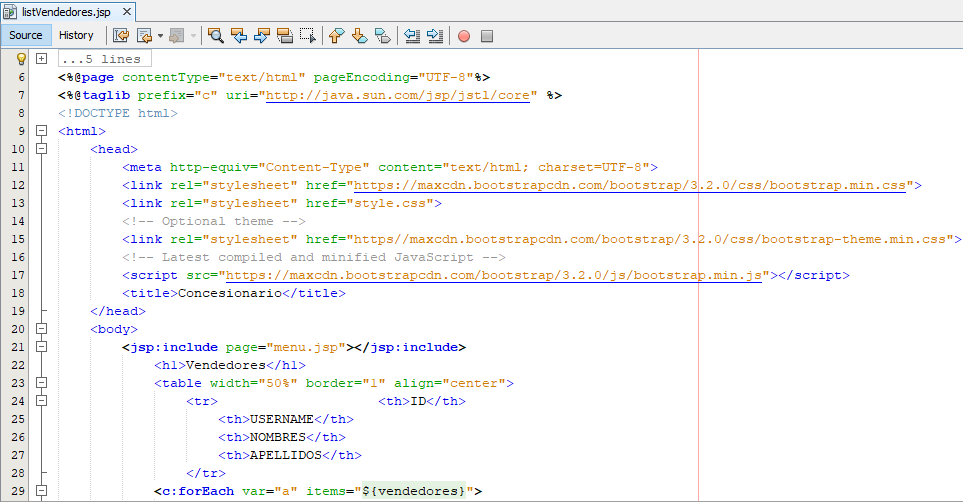 listVendedores.jsp
Source History
...5 lines
6 <%@page contentType="text/html" pageEncoding="UTF-8"%>
7 <%@taglib prefix="c" uri="http://java.sun.com/jsp/jstl/core" %>
8 <!DOCTYPE html>
9 <html>
10 <head>
11 <meta http-equiv="Content-Type" content="text/html; charset=UTF-8">
12 <link rel="stylesheet" href="https://maxcdn.bootstrapcdn.com/bootstrap/3.2.0/css/bootstrap.min.css">
13 <link rel="stylesheet" href="style.css">
14 <!-- Optional theme -->
15 <link rel="stylesheet" href="https//maxcdn.bootstrapcdn.com/bootstrap/3.2.0/css/bootstrap-theme.min.css">
16 <!-- Latest compiled and minified JavaScript -->
17 <script src="https://maxcdn.bootstrapcdn.com/bootstrap/3.2.0/js/bootstrap.min.js"></script>
18 <title>Concesionario</title>
19 </head>
20 <body>
21 <jsp:include page="menu.jsp"></jsp:include>
22 <h1>Vendedores</h1>
23 <table width="50%" border="1" align="center">
24 <tr> <th>ID</th>
25 <th>USERNAME</th>
26 <th>NOMBRES</th>
27 <th>APELLIDOS</th>
28 </tr>
29 <c:forEach var="a" items="${vendedores}">